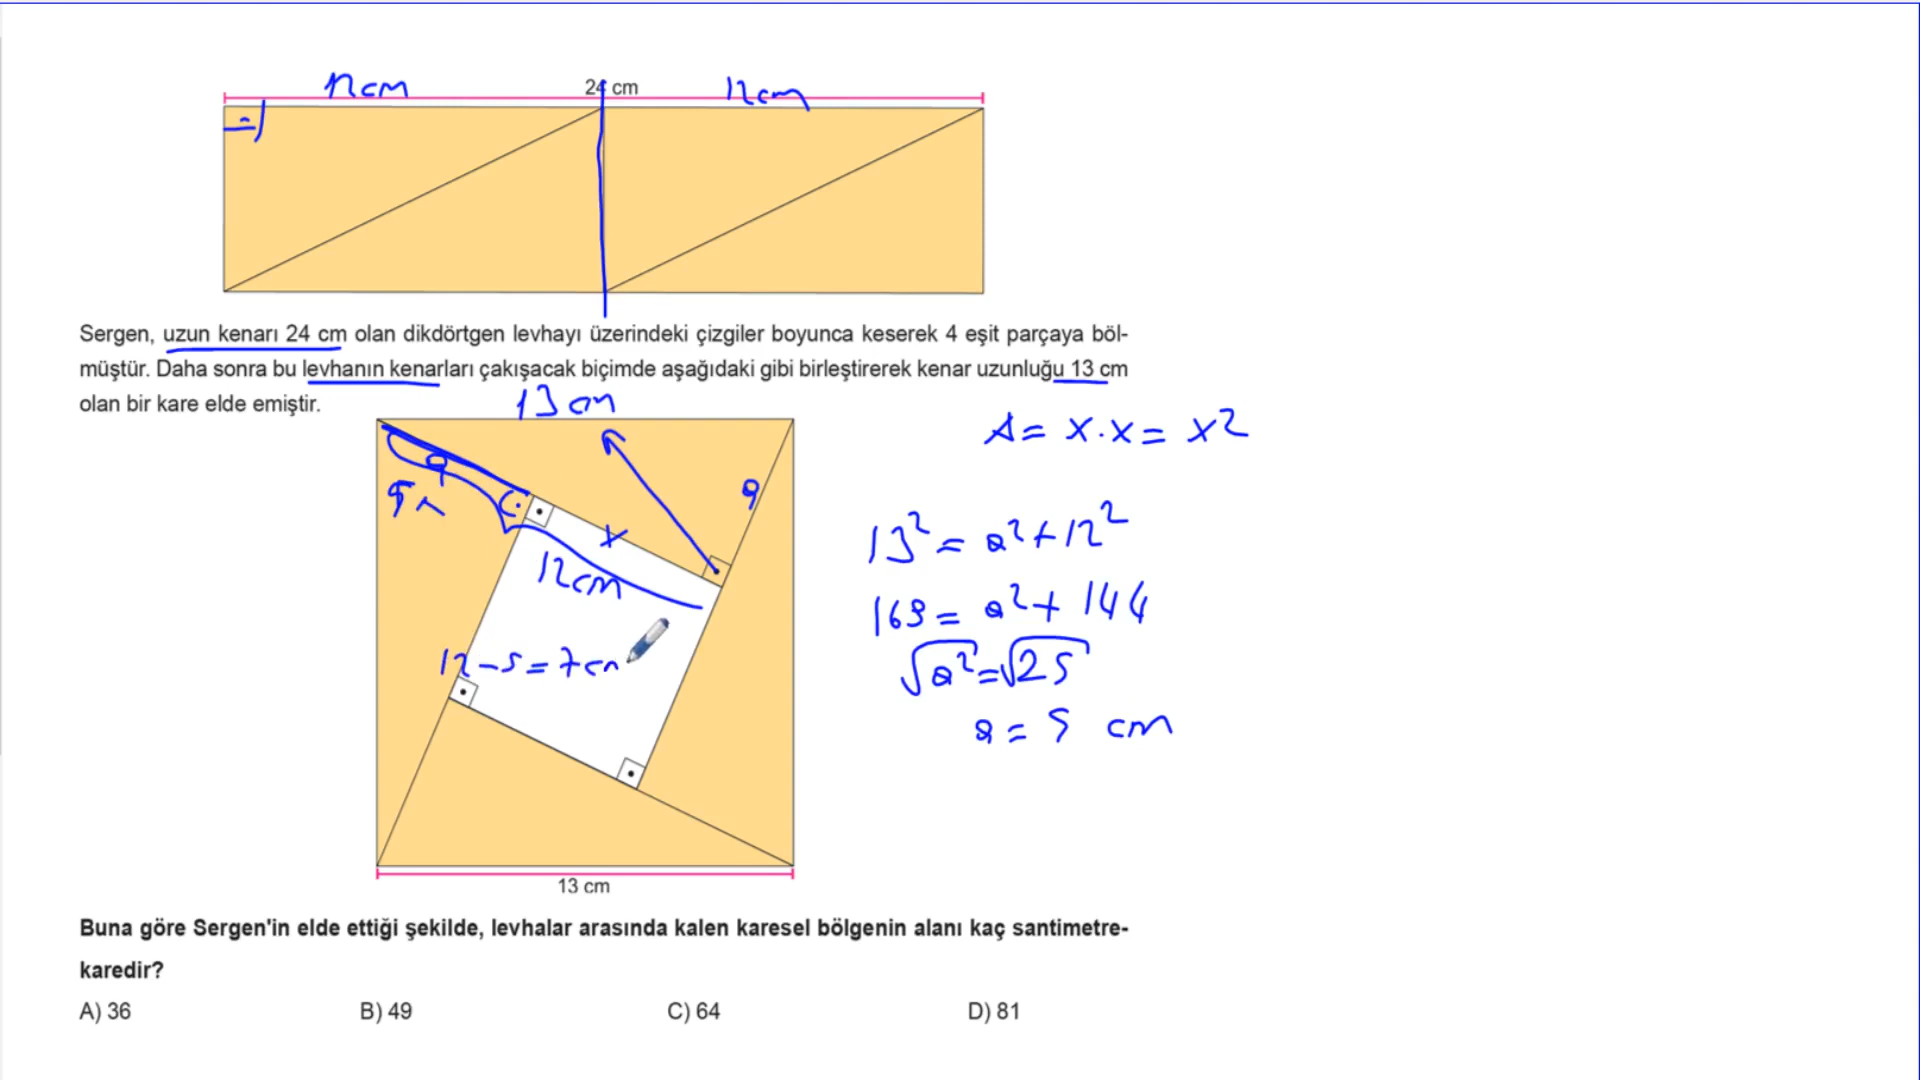 12cm 24 cm 12cm
Sergen, uzun kenarı 24 cm olan dikdörtgen levhayı üzerindeki çizgiler boyunca keserek 4 eşit parçaya böl-
müştür. Daha sonra bu levhanın kenarları çakışacak biçimde aşağıdaki gibi birleştirerek kenar uzunluğu 13 cm
olan bir kare elde emiştir.
13 cm
A = x.x = x²
a
a
5
x
12cm
13² = a² + 12²
169 = a² + 144
12-5=7cm
√a² = √25
a = 5 cm
13 cm
Buna göre Sergen'in elde ettiği şekilde, levhalar arasında kalen karesel bölgenin alanı kaç santimetre-
karedir?
A) 36 B) 49 C) 64 D) 81